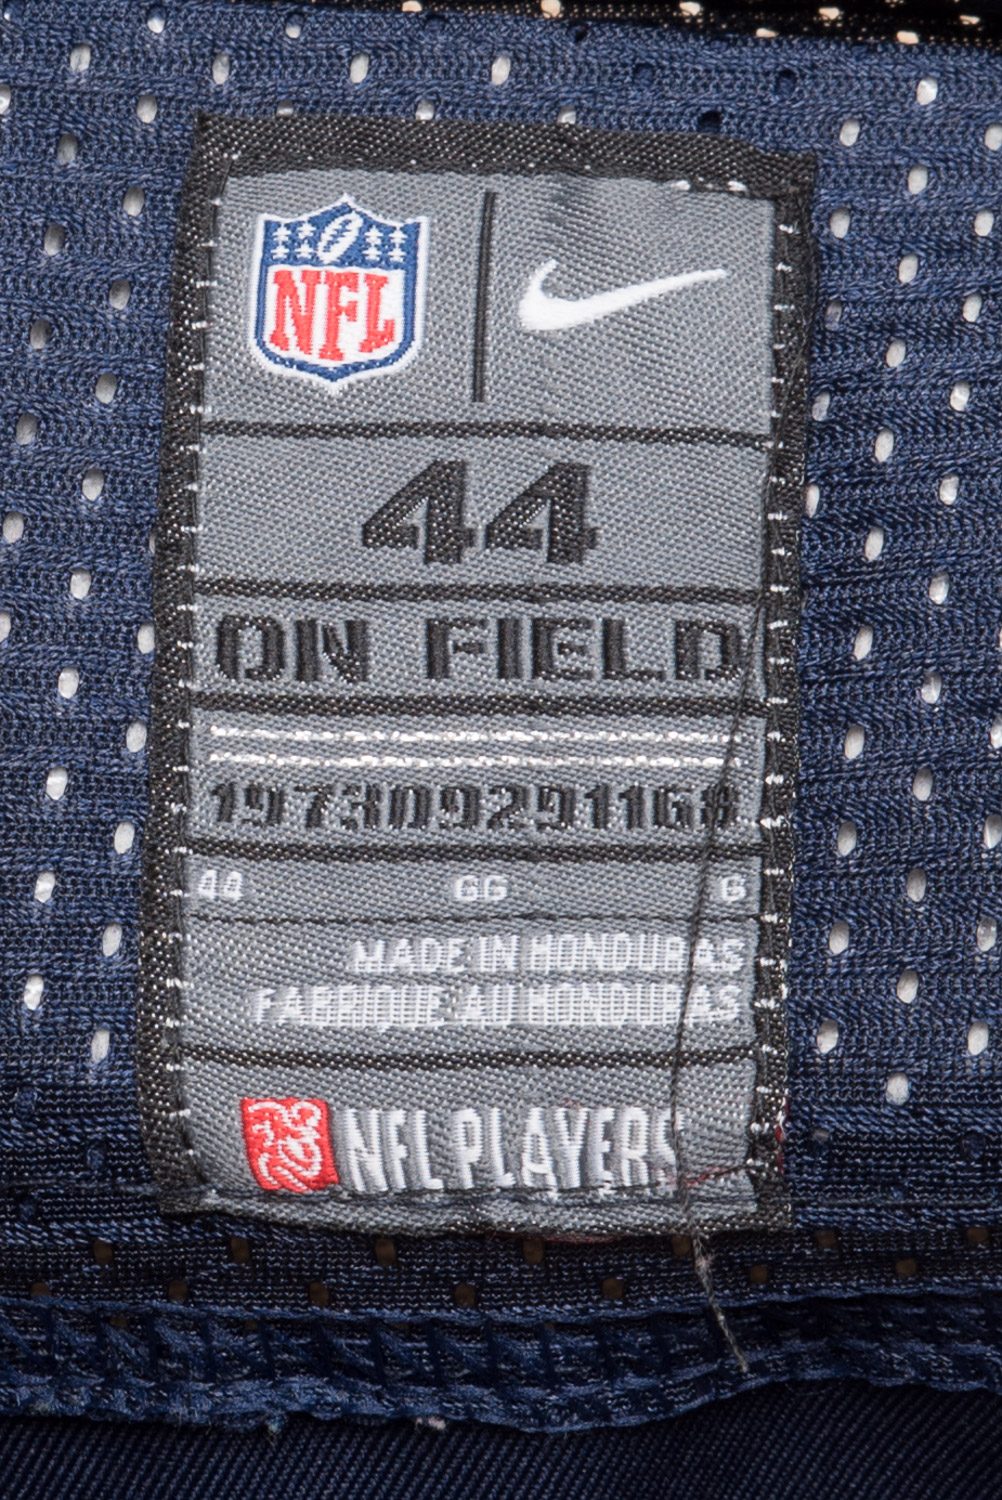 NFL
44
ON FIELD
197309291168
44 GG G
MADE IN HONDURAS
FABRIQUE AU HONDURAS
NFL PLAYERS